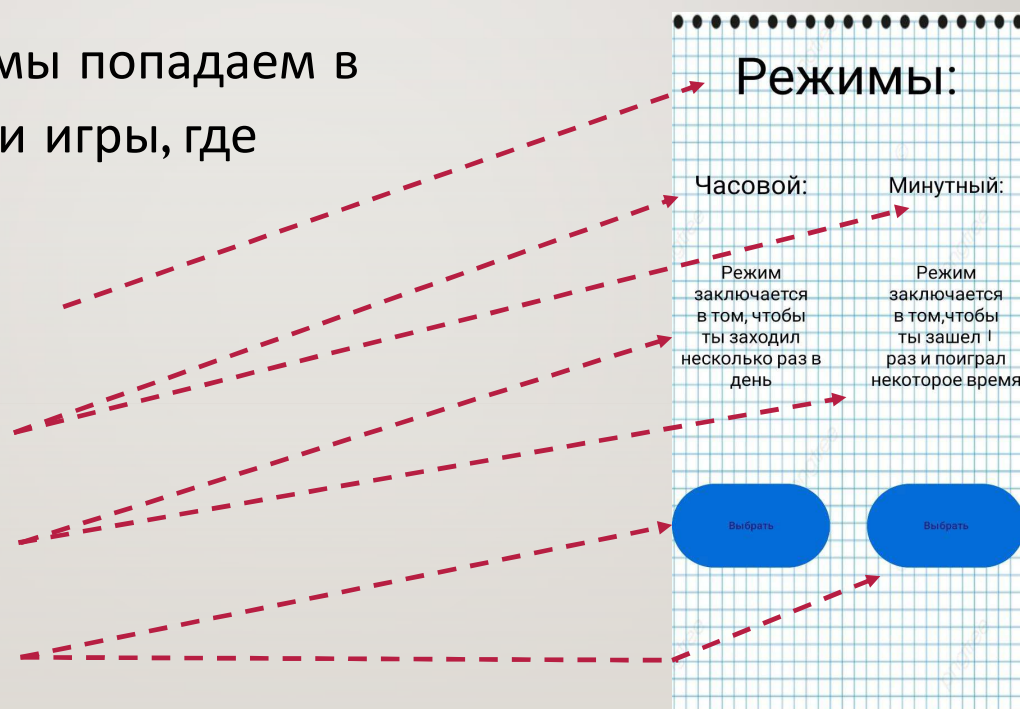 мы попадаем в
и игры, где
Режимы:
Часовой:
Минутный:
Режим
заключается
в том, чтобы
ты заходил
несколько раз в
день
Режим
заключается
в том,чтобы
ты зашел 1
раз и поиграл
некоторое время
Выбрать
Выбрать